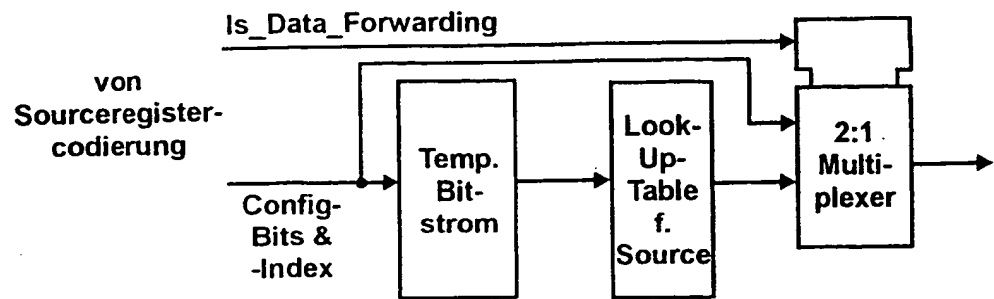 Is_Data_Forwarding
von
Sourceregister-
codierung
Config-
Bits &
-Index
Temp.
Bit-
strom
Look-
Up-
Table
f.
Source
2:1
Multi-
plexer